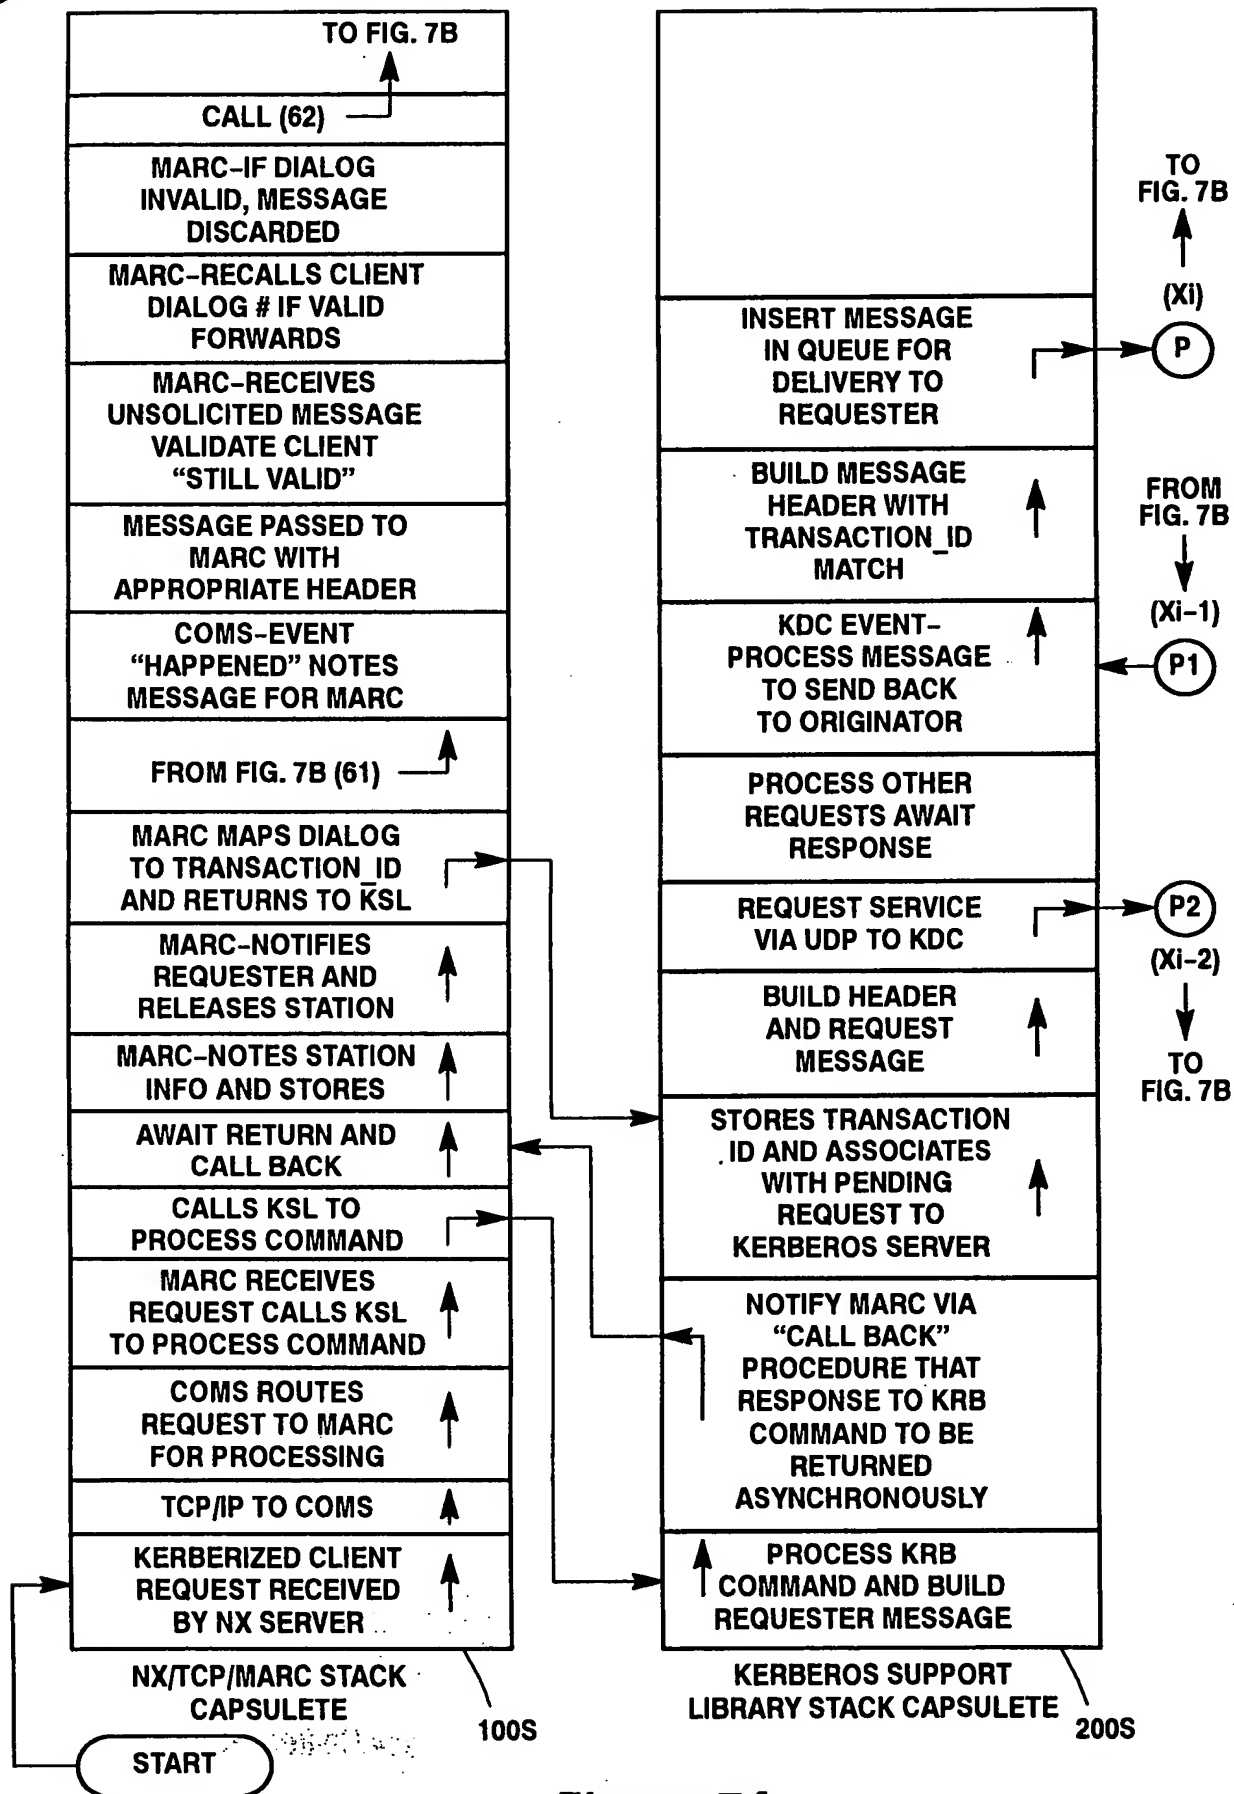 TO FIG. 7B
CALL (62)
MARC-IF DIALOG
INVALID, MESSAGE
DISCARDED
MARC-RECALLS CLIENT
DIALOG # IF VALID
FORWARDS
MARC-RECEIVES
UNSOLICITED MESSAGE
VALIDATE CLIENT
“STILL VALID”
MESSAGE PASSED TO
MARC WITH
APPROPRIATE HEADER
COMS-EVENT
“HAPPENED” NOTES
MESSAGE FOR MARC
FROM FIG. 7B (61)
MARC MAPS DIALOG
TO TRANSACTION_ID
AND RETURNS TO KSL
MARC-NOTIFIES
REQUESTER AND
RELEASES STATION
MARC-NOTES STATION
INFO AND STORES
AWAIT RETURN AND
CALL BACK
CALLS KSL TO
PROCESS COMMAND
MARC RECEIVES
REQUEST CALLS KSL
TO PROCESS COMMAND
COMS ROUTES
REQUEST TO MARC
FOR PROCESSING
TCP/IP TO COMS
KERBERIZED CLIENT
REQUEST RECEIVED
BY NX SERVER
NX/TCP/MARC STACK
CAPSULETE
100S
START
INSERT MESSAGE
IN QUEUE FOR
DELIVERY TO
REQUESTER
BUILD MESSAGE
HEADER WITH
TRANSACTION_ID
MATCH
KDC EVENT-
PROCESS MESSAGE
TO SEND BACK
TO ORIGINATOR
PROCESS OTHER
REQUESTS AWAIT
RESPONSE
REQUEST SERVICE
VIA UDP TO KDC
BUILD HEADER
AND REQUEST
MESSAGE
STORES TRANSACTION
ID AND ASSOCIATES
WITH PENDING
REQUEST TO
KERBEROS SERVER
NOTIFY MARC VIA
“CALL BACK”
PROCEDURE THAT
RESPONSE TO KRB
COMMAND TO BE
RETURNED
ASYNCHRONOUSLY
PROCESS KRB
COMMAND AND BUILD
REQUESTER MESSAGE
KERBEROS SUPPORT
LIBRARY STACK CAPSULETE
200S
TO
FIG. 7B
(Xi)
P
FROM
FIG. 7B
(Xi-1)
P1
P2
(Xi-2)
TO
FIG. 7B